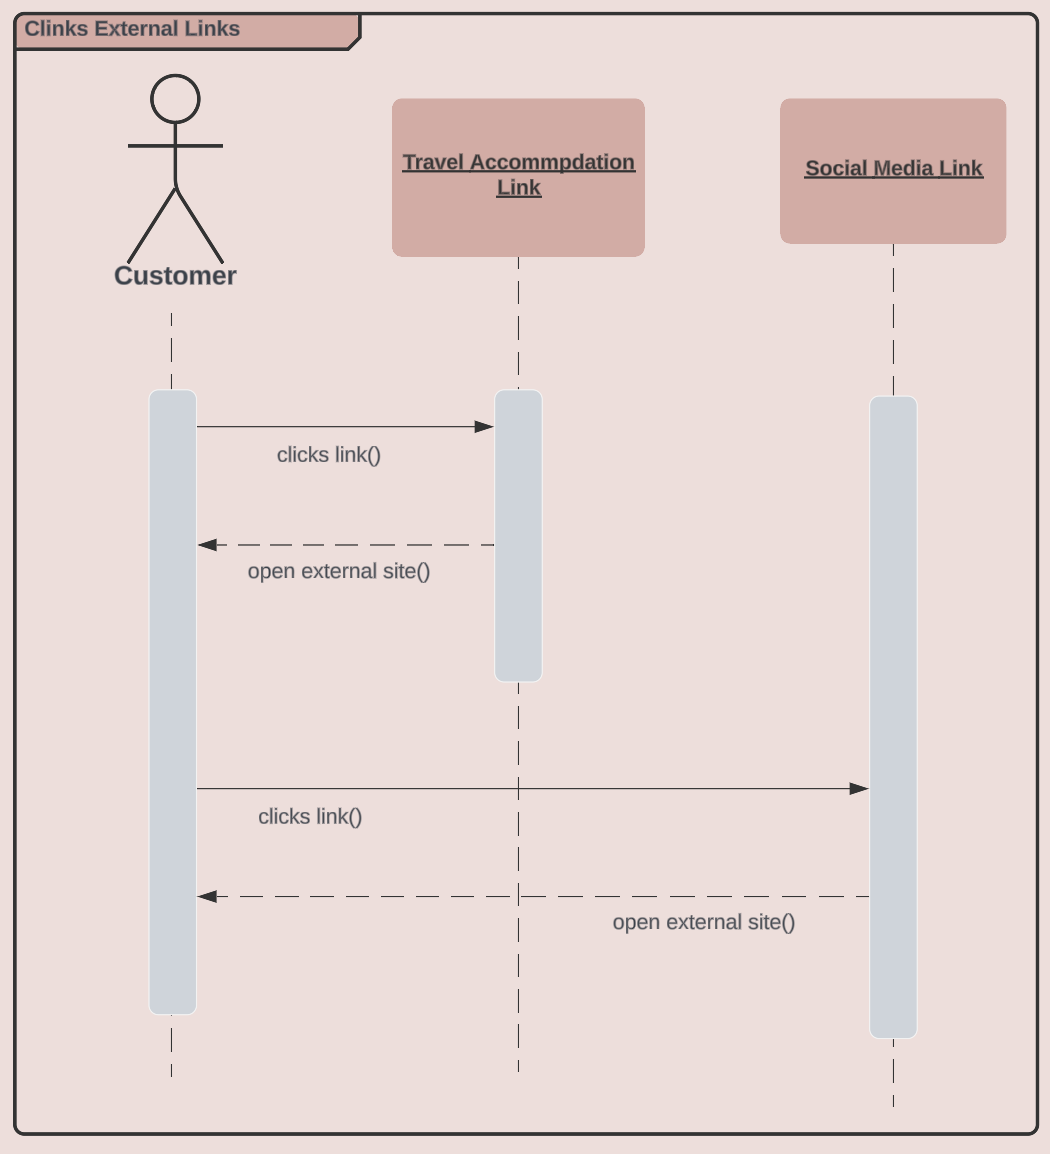 Clinks External Links
Travel Accommpdation
Link
Social Media Link
Customer
clicks link()
open external site()
clicks link()
open external site()